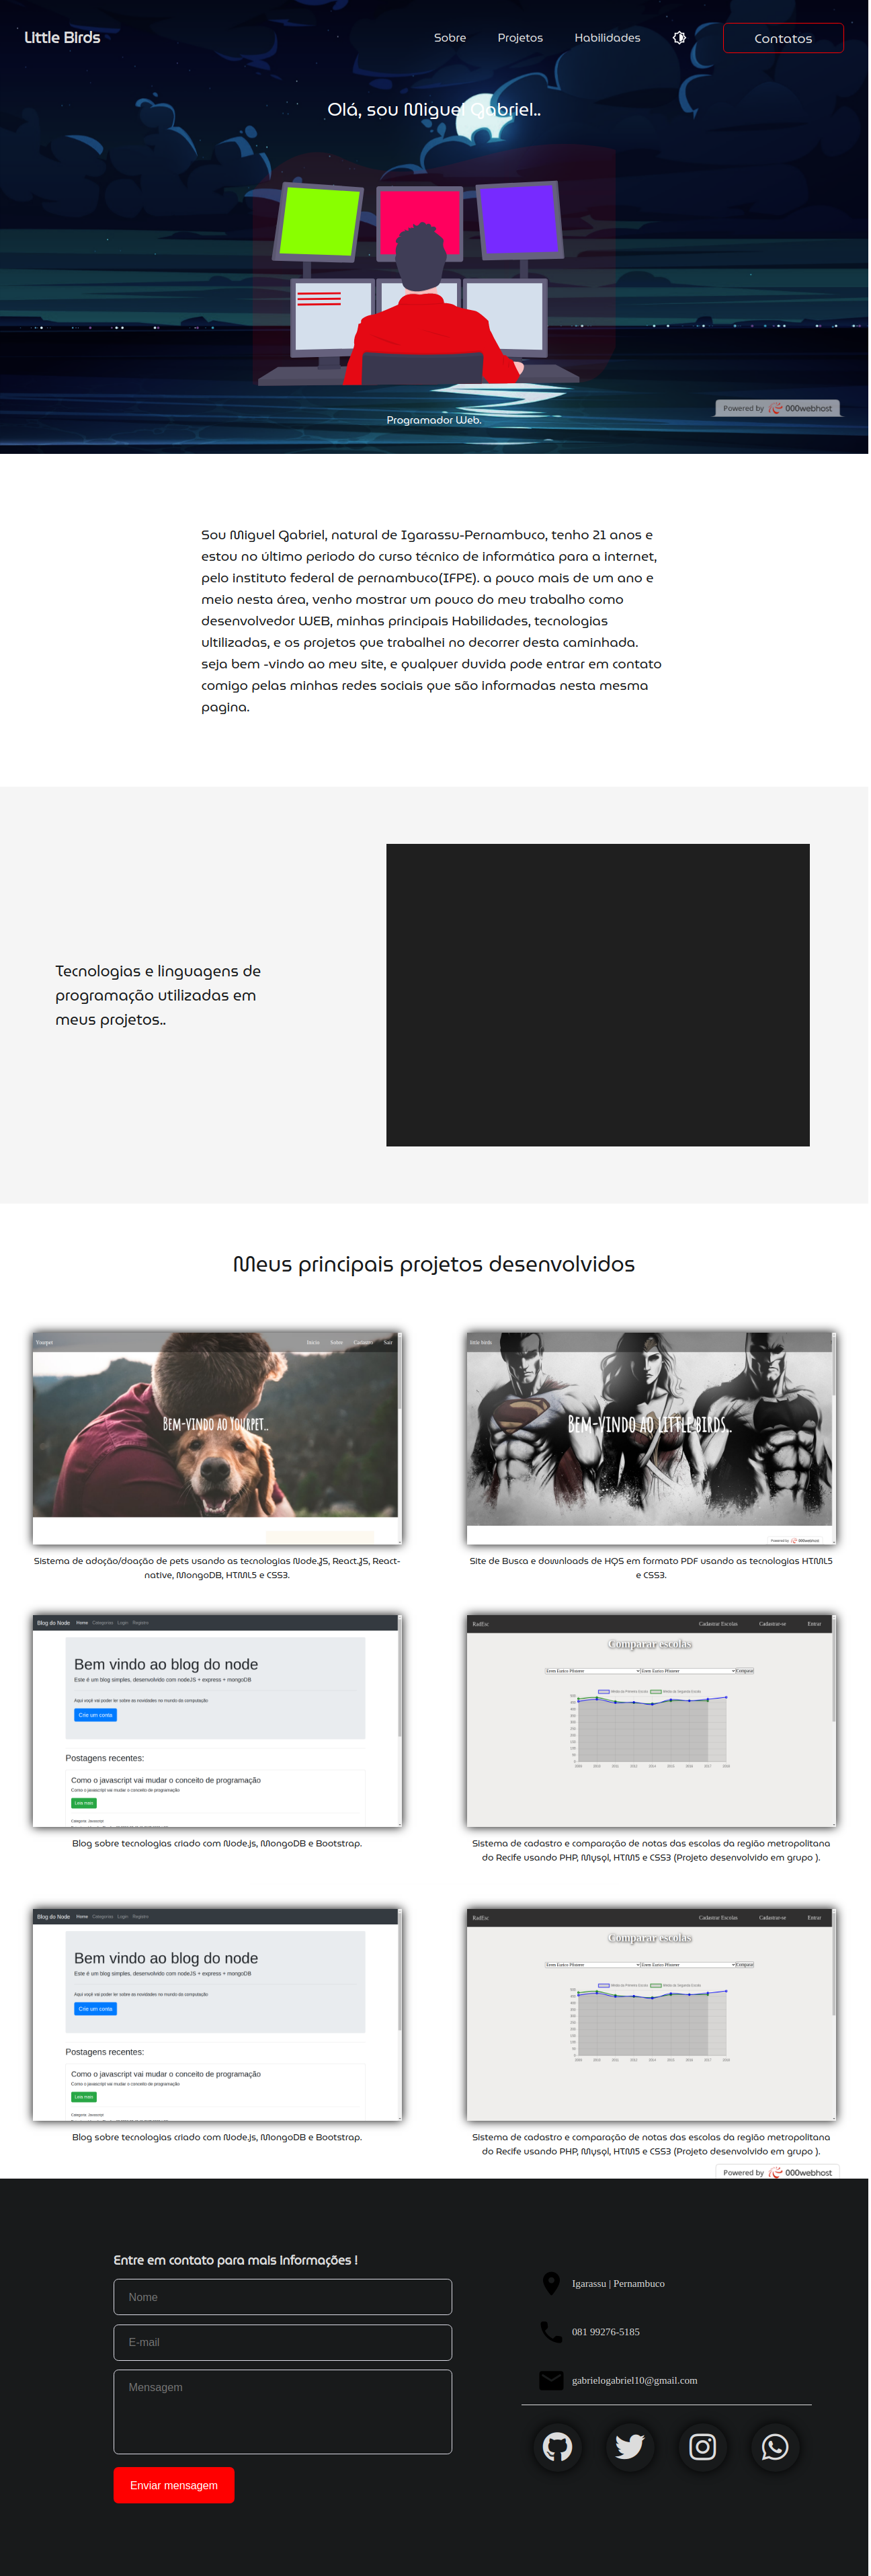 Little Birds
Sobre
Projetos
Habilidades
Contatos
Olá, sou Miguel Gabriel..
Powered by 000webhost
Programador Web.
Sou Miguel Gabriel, natural de Igarassu-Pernambuco, tenho 21 anos e
estou no último periodo do curso técnico de informática para a internet,
pelo instituto federal de pernambuco(IFPE). a pouco mais de um ano e
meio nesta área, venho mostrar um pouco do meu trabalho como
desenvolvedor WEB, minhas principais Habilidades, tecnologias
ultilizadas, e os projetos que trabalhei no decorrer desta caminhada.
seja bem -vindo ao meu site, e qualquer duvida pode entrar em contato
comigo pelas minhas redes sociais que são informadas nesta mesma
pagina.
Tecnologias e linguagens de
programação utilizadas em
meus projetos..
Meus principais projetos desenvolvidos
Yourpet
Inicio
Sobre
Cadastro
Sair
BEM-VINDO AO YOURPET..
Sistema de adoção/doação de pets usando as tecnologias Node.JS, React.JS, React-
native, MongoDB, HTML5 e CSS3.
little birds
BEM-VINDO AO LITTLE BIRDS..
Powered by 000webhost
Site de Busca e downloads de HQS em formato PDF usando as tecnologias HTML5
e CSS3.
Blog do Node Home Categorias Login Registro
Bem vindo ao blog do node
Este é um blog simples, desenvolvido com nodeJS + express + mongoDB
Aqui você vai poder ler sobre as novidades no mundo da computação
Crie um conta
Postagens recentes:
Como o javascript vai mudar o conceito de programação
Como o javascript vai mudar o conceito de programação
Leia mais
Categoria: Javascript
Blog sobre tecnologias criado com Node.js, MongoDB e Bootstrap.
RadEsc
Cadastrar Escolas
Cadastrar-se
Entrar
Comparar escolas
Comparar
Sistema de cadastro e comparação de notas das escolas da região metropolitana
do Recife usando PHP, Mysql, HTM5 e CSS3 (Projeto desenvolvido em grupo ).
Blog do Node Home Categorias Login Registro
Bem vindo ao blog do node
Este é um blog simples, desenvolvido com nodeJS + express + mongoDB
Aqui você vai poder ler sobre as novidades no mundo da computação
Crie um conta
Postagens recentes:
Como o javascript vai mudar o conceito de programação
Como o javascript vai mudar o conceito de programação
Leia mais
Categoria: Javascript
Blog sobre tecnologias criado com Node.js, MongoDB e Bootstrap.
RadEsc
Cadastrar Escolas
Cadastrar-se
Entrar
Comparar escolas
Comparar
Sistema de cadastro e comparação de notas das escolas da região metropolitana
do Recife usando PHP, Mysql, HTM5 e CSS3 (Projeto desenvolvido em grupo ).
Powered by 000webhost
Entre em contato para mais Informações !
Nome
E-mail
Mensagem
Enviar mensagem
Igarassu | Pernambuco
081 99276-5185
gabrielogabriel10@gmail.com